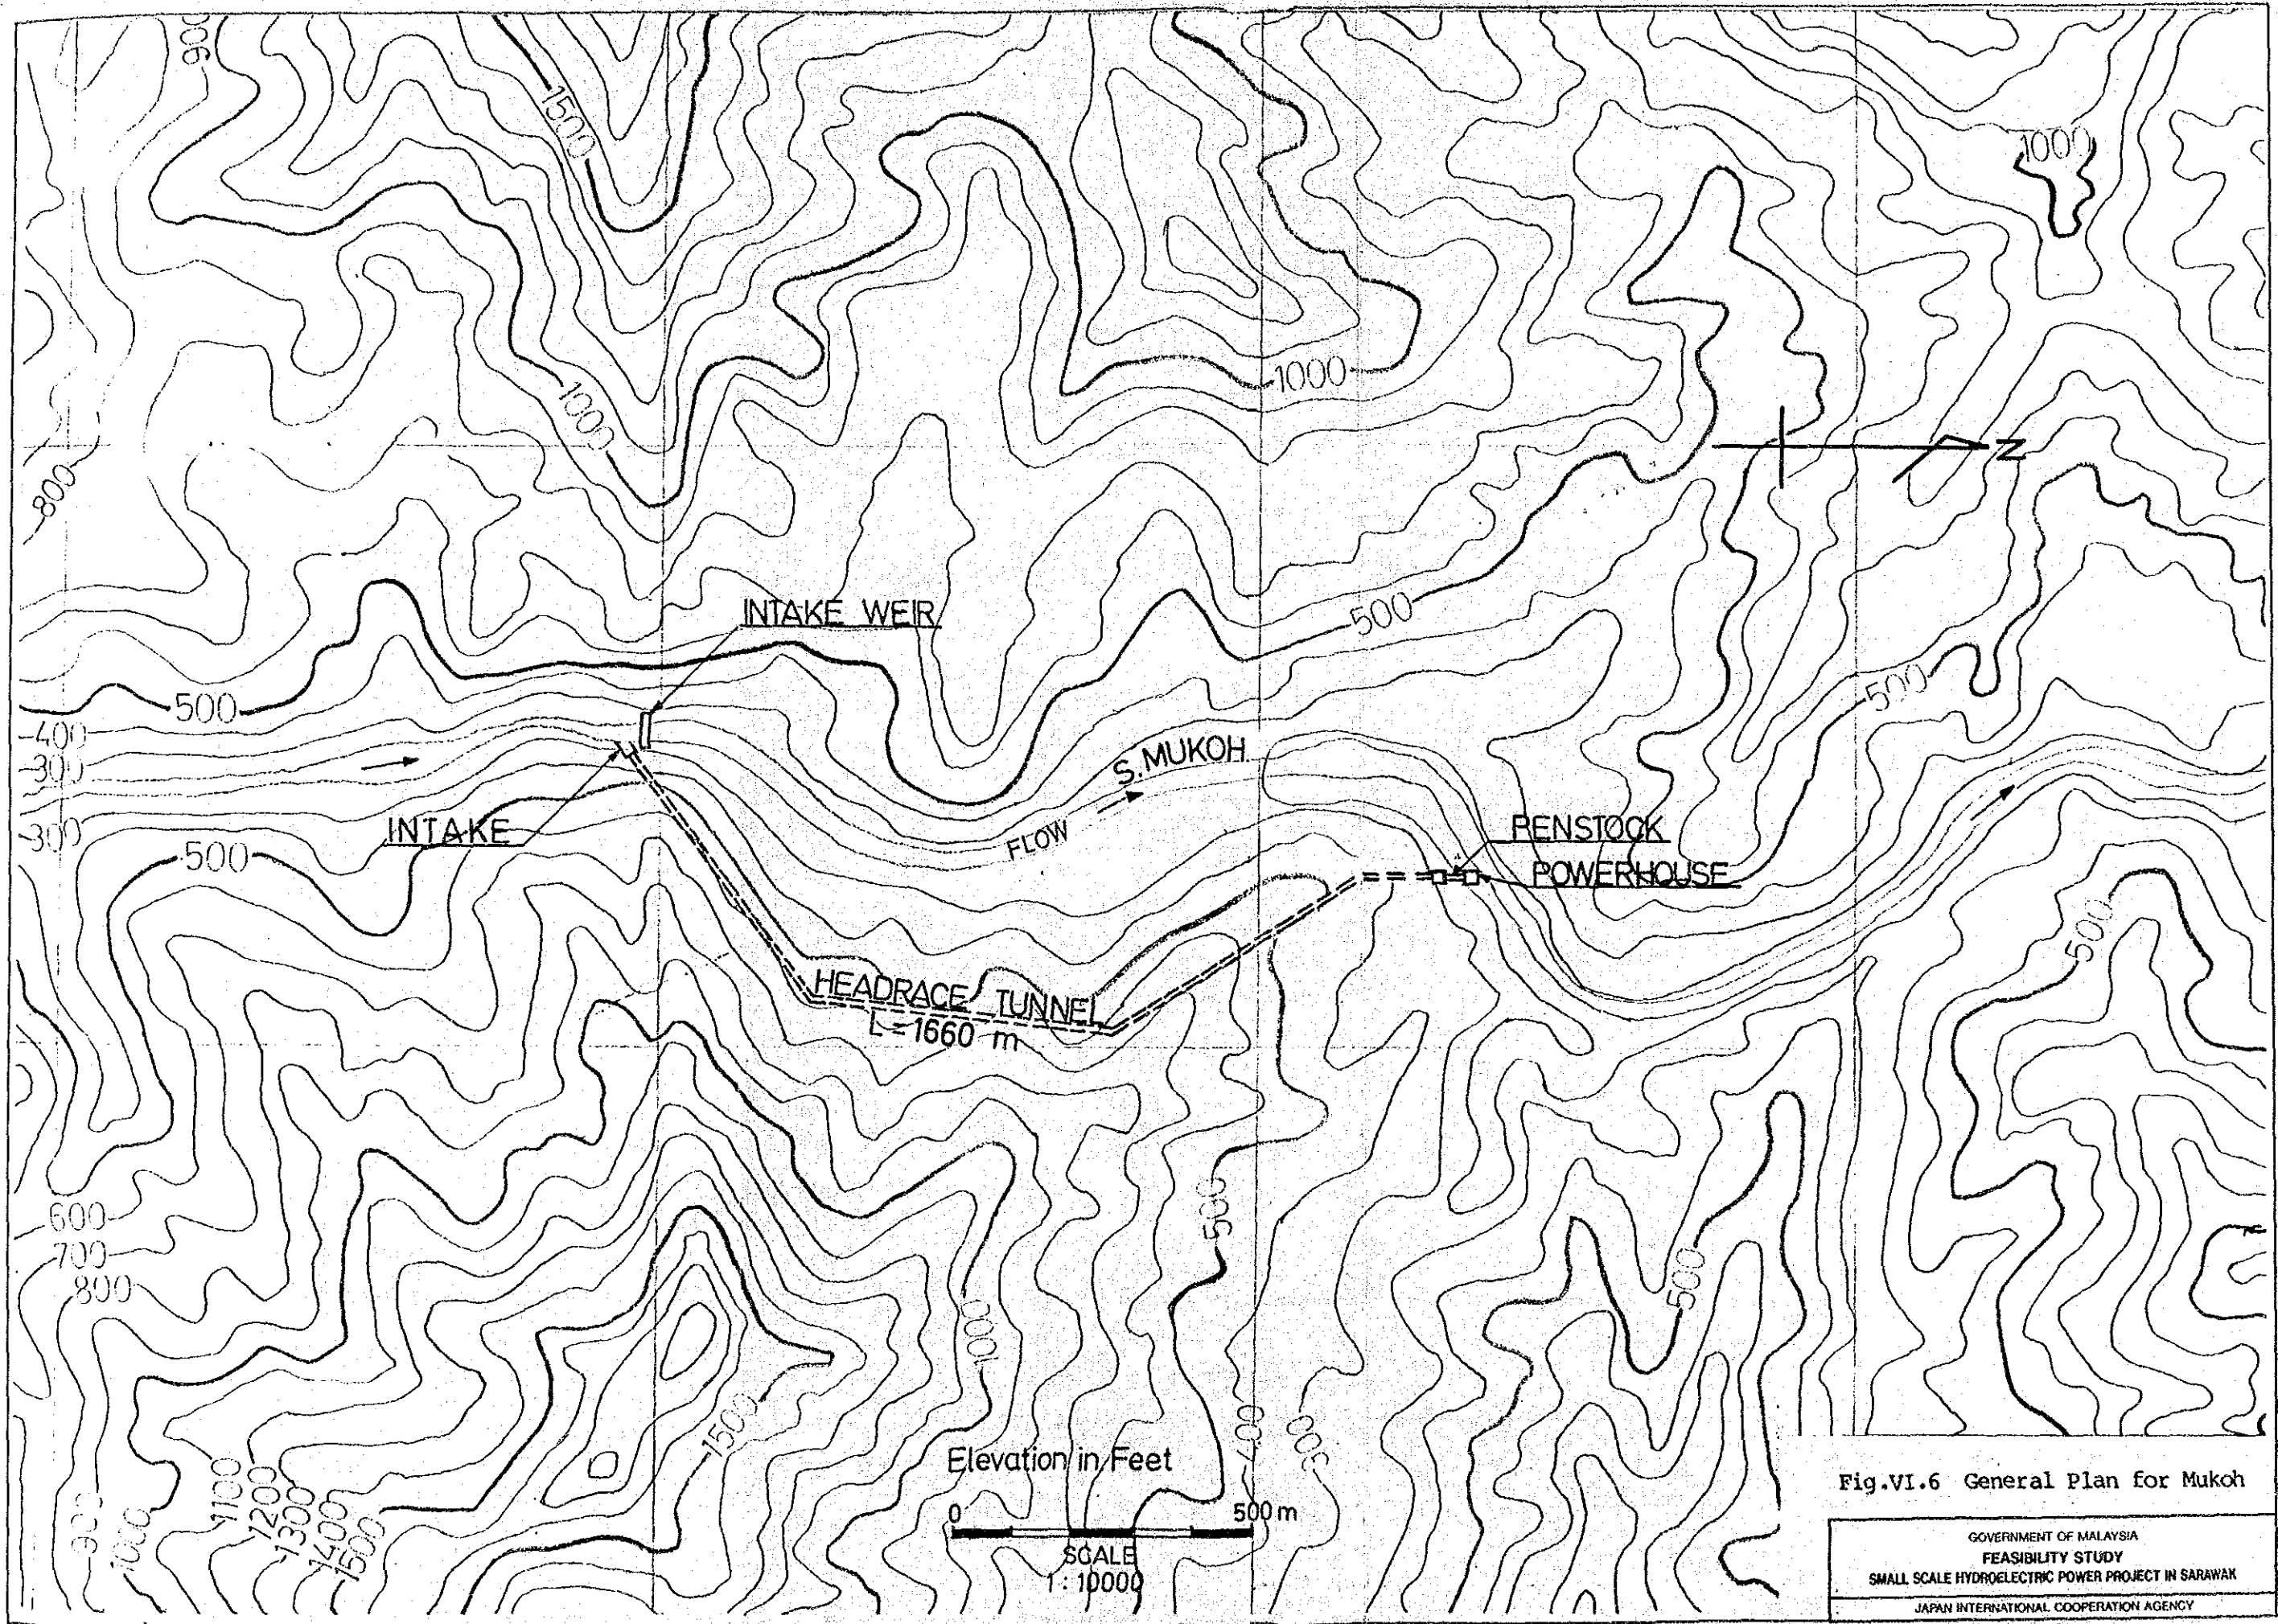 900
1500
1000
1000
1000
N
800
500
INTAKE WEIR
500
500
400
300
300
S. MUKOH
FLOW
INTAKE
500
PENSTOCK
POWERHOUSE
500
HEADRACE TUNNEL
L = 1660 m
600
700
800
500
500
1000
1500
900
1000
1100
1200
1300
1400
1500
300
Elevation in Feet
0 500 m
SCALE
1 : 10000
Fig.VI.6 General Plan for Mukoh
GOVERNMENT OF MALAYSIA
FEASIBILITY STUDY
SMALL SCALE HYDROELECTRIC POWER PROJECT IN SARAWAK
JAPAN INTERNATIONAL COOPERATION AGENCY